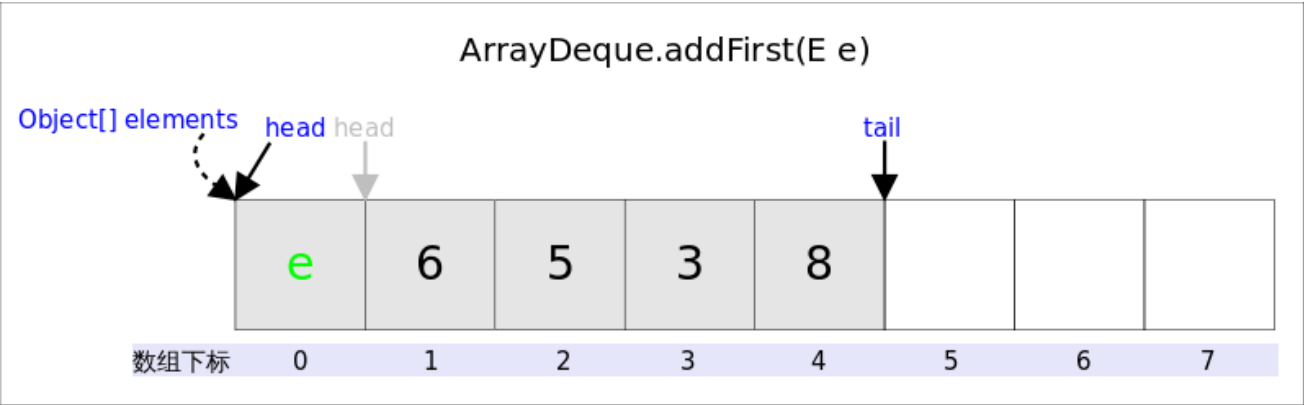 ArrayDeque.addFirst(E e)
Object[] elements
head head tail
e 6 5 3 8
数组下标 0 1 2 3 4 5 6 7